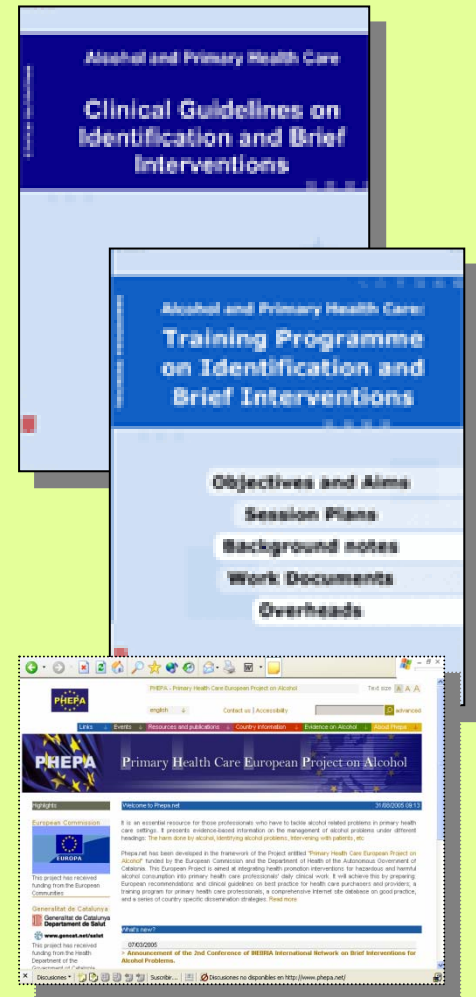 Alcohol and Primary Health Care
Clinical Guidelines on
Identification and Brief
Interventions
Alcohol and Primary Health Care:
Training Programme
on Identification and
Brief Interventions
Objectives and Aims
Session Plans
Background notes
Work Documents
Overheads
PHEPA
PHEPA - Primary Health Care European Project on Alcohol
Text size A A A
english
Contact us | Accessibility
advanced
Links
Events
Resources and publications
Country information
Evidence on Alcohol
About Phepa
PHEPA
Primary Health Care European Project on Alcohol
Highlights
Welcome to Phepa.net
31/08/2005 09:13
European Commission
EUROPA
This project has received
funding from the European
Communities
Generalitat de Catalunya
Generalitat de Catalunya
Departament de Salut
www.gencat.net/salut
This project has received
funding from the Health
Department of the
Government of Catalonia
It is an essential resource for those professionals who have to tackle alcohol related problems in primary health
care settings. It presents evidence-based information on the management of alcohol problems under different
headings: The harm done by alcohol, identifying alcohol problems, intervening with patients, etc.
Phepa.net has been developed in the framework of the Project entitled "Primary Health Care European Project on
Alcohol" funded by the European Commission and the Department of Health of the Autonomous Government of
Catalonia. This European Project is aimed at integrating health promotion interventions for hazardous and harmful
alcohol consumption into primary health care professionals' daily clinical work. It will achieve this by preparing:
European recommendations and clinical guidelines on best practice for health care purchasers and providers; a
training program for primary health care professionals, a comprehensive Internet site database on good practice,
and a series of country specific dissemination strategies. Read more
What's new?
07/03/2005
> Announcement of the 2nd Conference of INEBRIA International Network on Brief Interventions for
Alcohol Problems.
Discusiones
Suscribir...
Discusiones no disponibles en http://www.phepa.net/